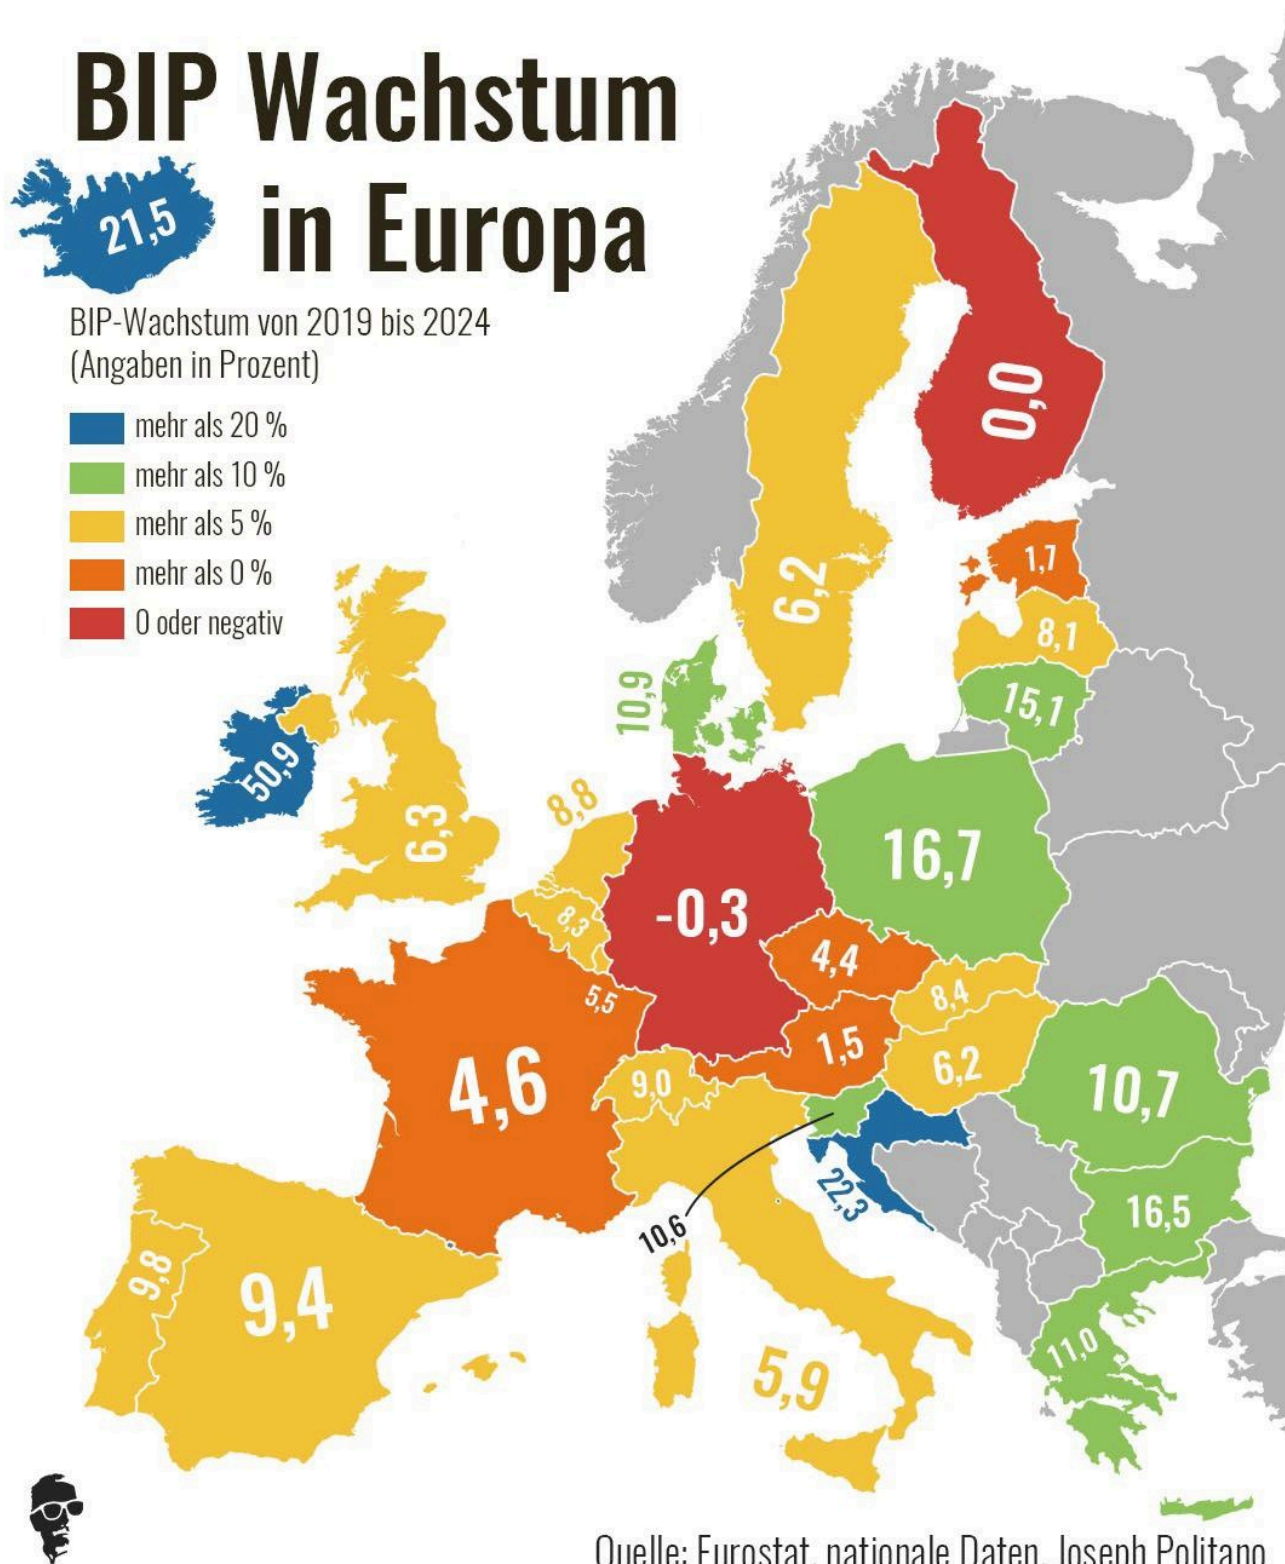 BIP Wachstum
in Europa
21,5
BIP-Wachstum von 2019 bis 2024
(Angaben in Prozent)
mehr als 20 %
mehr als 10 %
mehr als 5 %
mehr als 0 %
0 oder negativ
0,0
6,2
1,7
8,1
15,1
10,9
50,9
6,3
8,8
8,3
-0,3
16,7
4,4
5,5
8,4
1,5
6,2
4,6
9,0
10,7
22,3
10,6
16,5
9,8
9,4
5,9
11,0
Quelle: Eurostat, nationale Daten, Joseph Politano